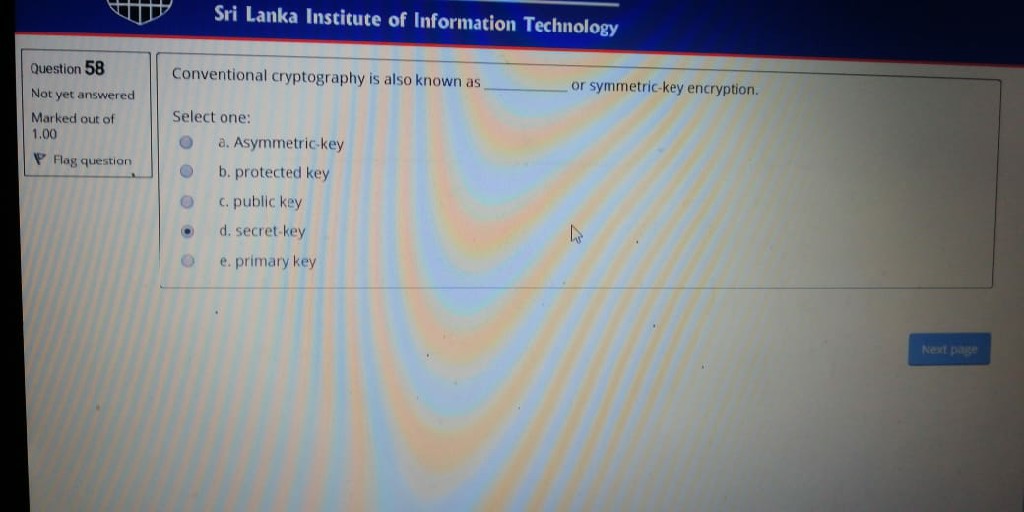 Sri Lanka Institute of Information Technology
Question 58
Not yet answered
Marked out of
1.00
Flag question
Conventional cryptography is also known as __________ or symmetric-key encryption.
Select one:
a. Asymmetric-key
b. protected key
c. public key
d. secret-key
e. primary key
Next page